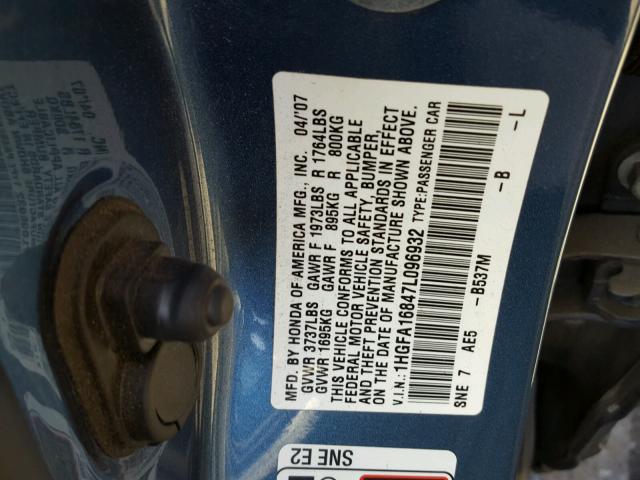 MFD. BY HONDA OF AMERICA MFG., INC. 04/'07
GVWR 3737LBS GAWR F 1973LBS R 1764LBS
GVWR 1695KG GAWR F 895KG R 800KG
THIS VEHICLE CONFORMS TO ALL APPLICABLE
FEDERAL MOTOR VEHICLE SAFETY, BUMPER,
AND THEFT PREVENTION STANDARDS IN EFFECT
ON THE DATE OF MANUFACTURE SHOWN ABOVE.
V.I.N.: 1HGFA16847L096932 TYPE:PASSENGER CAR
SNE 7 AE5 -B537M -B -L
SNE E2